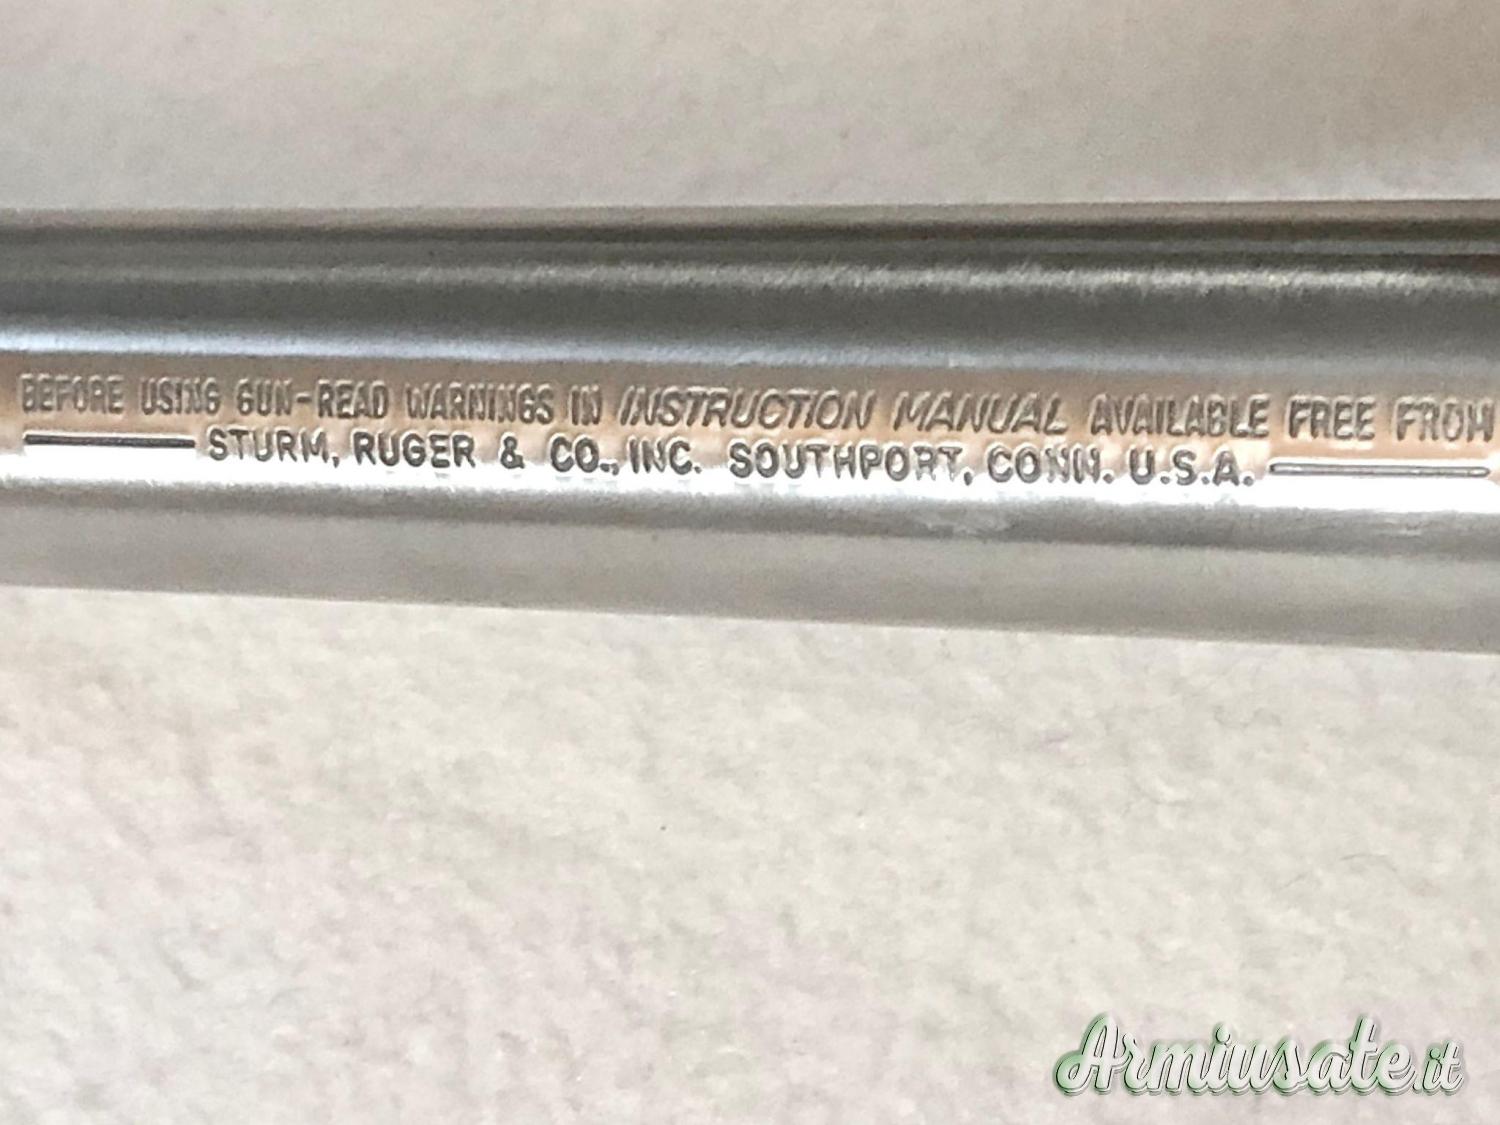 BEFORE USING GUN-READ WARNINGS IN INSTRUCTION MANUAL AVAILABLE FREE FROM
STURM, RUGER & CO., INC. SOUTHPORT, CONN. U.S.A.
Armiusate.it